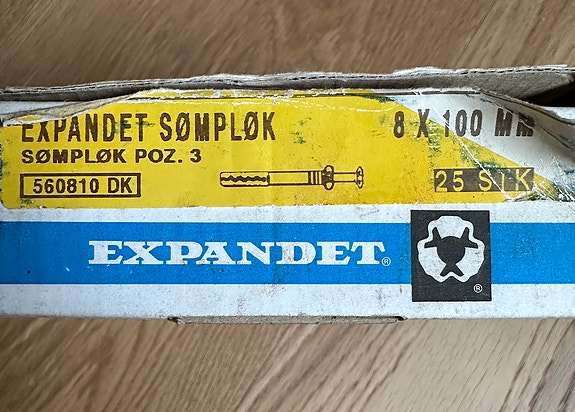 EXPANDET SØMPLØK 8 X 100 MM
SØMPLØK POZ. 3
560810 DK 25 STK
EXPANDET®
®